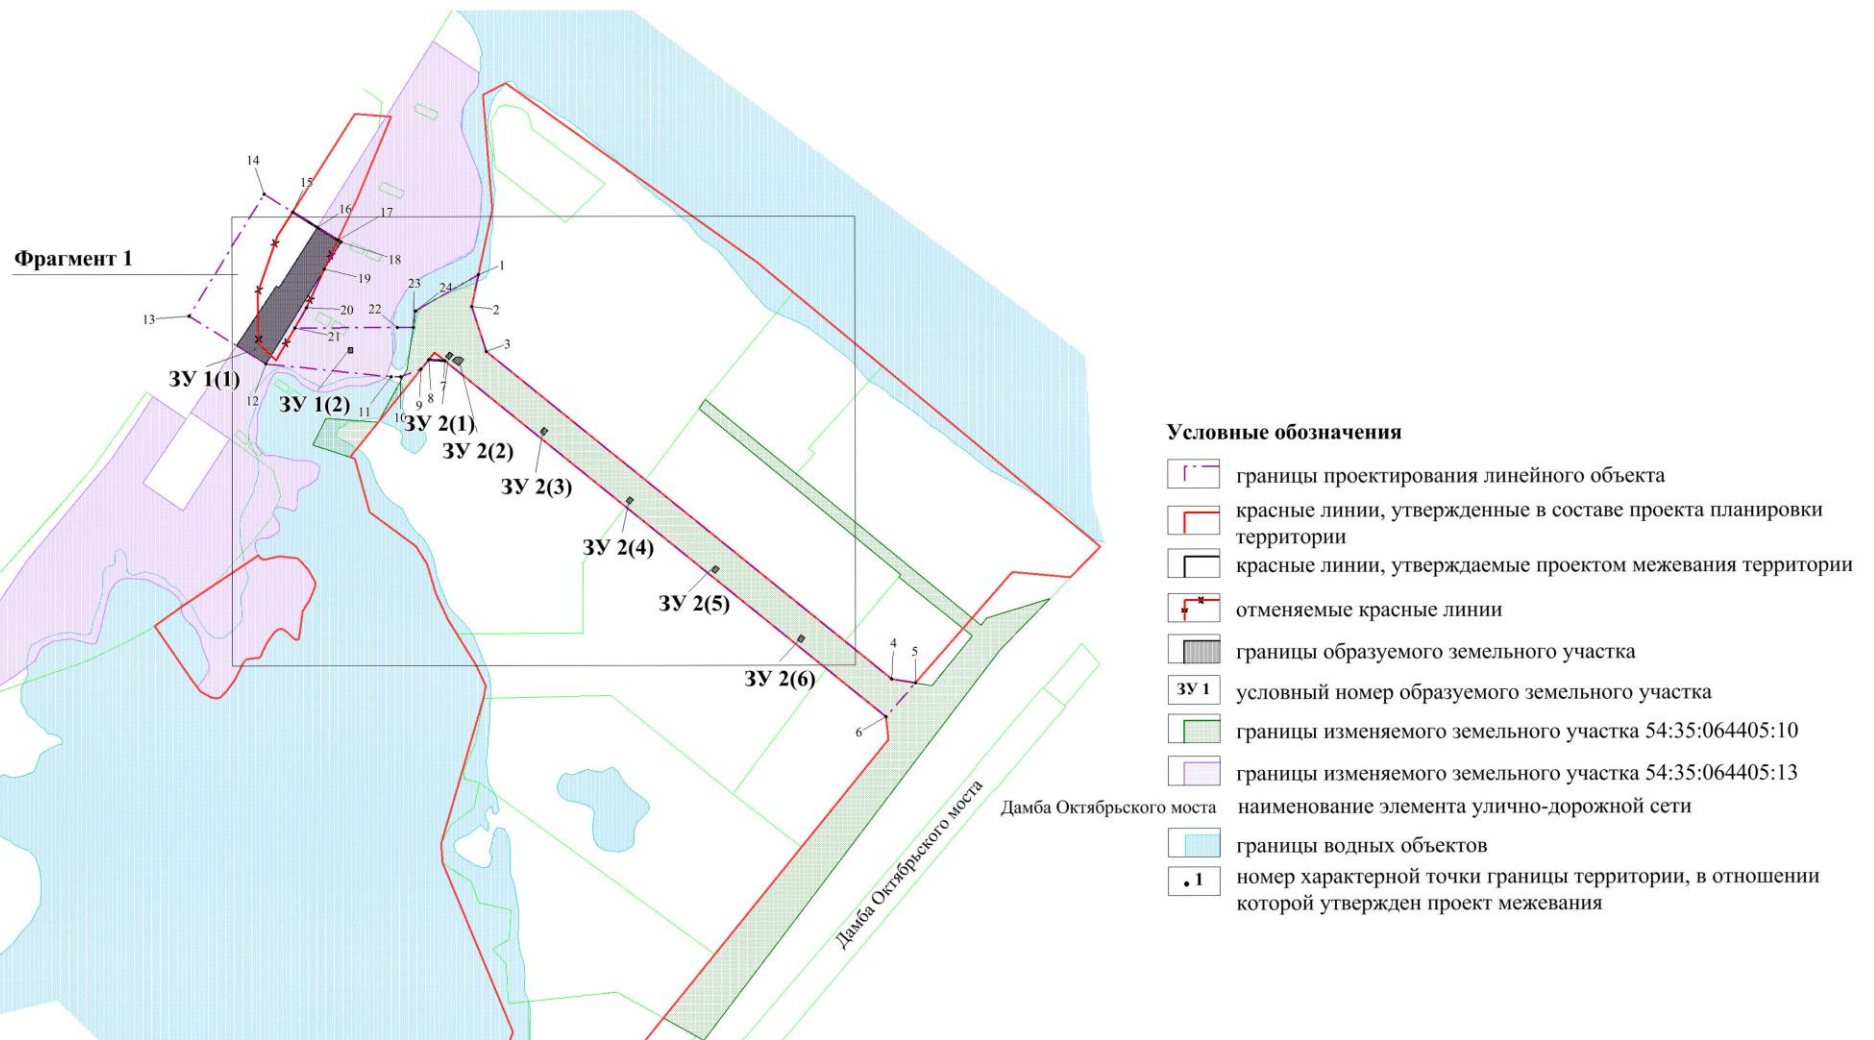 14
15
16
17
Фрагмент 1
18
1
19
23
24
2
20
22
13
21
3
ЗУ 1(1)
7
12
ЗУ 1(2)
11
10
9
8
ЗУ 2(1)
ЗУ 2(2)
ЗУ 2(3)
ЗУ 2(4)
ЗУ 2(5)
ЗУ 2(6)
4
5
6
Дамба Октябрьского моста
Условные обозначения
границы проектирования линейного объекта
красные линии, утвержденные в составе проекта планировки
территории
красные линии, утверждаемые проектом межевания территории
отменяемые красные линии
границы образуемого земельного участка
ЗУ 1 условный номер образуемого земельного участка
границы изменяемого земельного участка 54:35:064405:10
границы изменяемого земельного участка 54:35:064405:13
Дамба Октябрьского моста наименование элемента улично-дорожной сети
границы водных объектов
1 номер характерной точки границы территории, в отношении
которой утвержден проект межевания